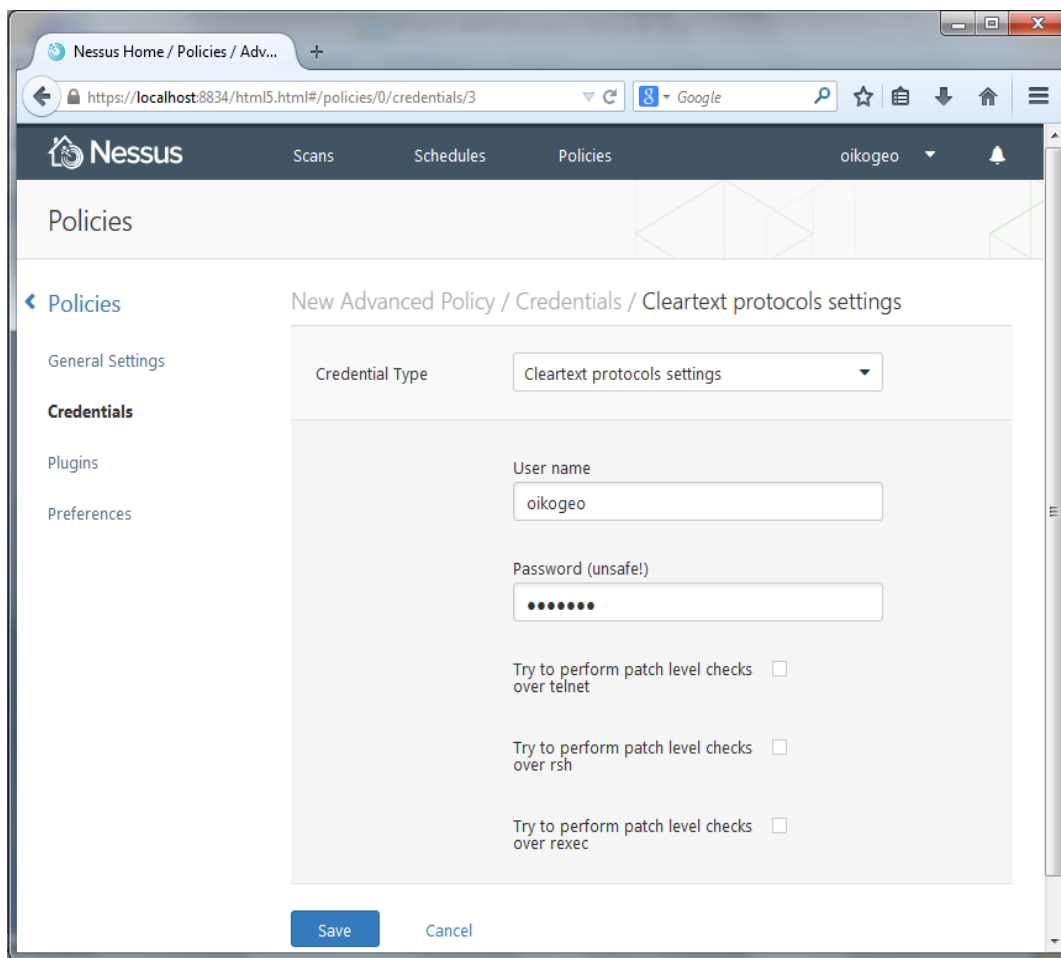 Nessus Home / Policies / Adv...
https://localhost:8834/html5.html#/policies/0/credentials/3
8 Google
Nessus
Scans
Schedules
Policies
oikogeo
Policies
Policies
General Settings
Credentials
Plugins
Preferences
New Advanced Policy / Credentials / Cleartext protocols settings
Credential Type
Cleartext protocols settings
User name
oikogeo
Password (unsafe!)
•••••••
Try to perform patch level checks
over telnet
Try to perform patch level checks
over rsh
Try to perform patch level checks
over rexec
Save
Cancel